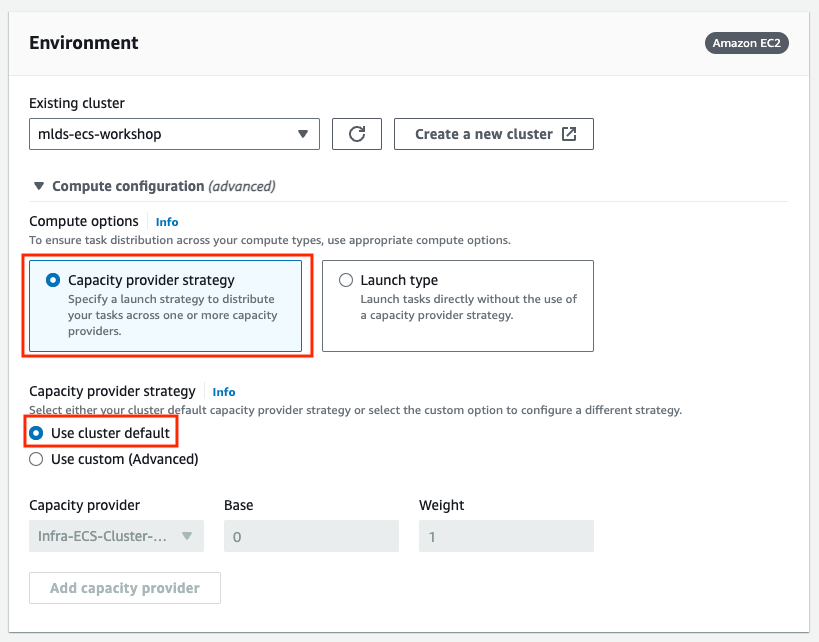 Environment
Amazon EC2
Existing cluster
mlds-ecs-workshop
Create a new cluster
Compute configuration (advanced)
Compute options
Info
To ensure task distribution across your compute types, use appropriate compute options.
Capacity provider strategy
Specify a launch strategy to distribute
your tasks across one or more capacity
providers.
Launch type
Launch tasks directly without the use of
a capacity provider strategy.
Capacity provider strategy
Info
Select either your cluster default capacity provider strategy or select the custom option to configure a different strategy.
Use cluster default
Use custom (Advanced)
Capacity provider
Base
Weight
Infra-ECS-Cluster-...
0
1
Add capacity provider